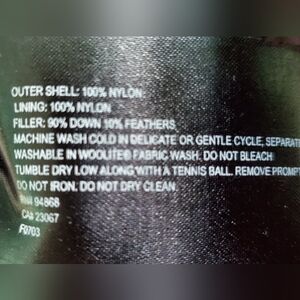 OUTER SHELL: 100% NYLON
LINING: 100% NYLON
FILLER: 90% DOWN 10% FEATHERS
MACHINE WASH COLD IN DELICATE OR GENTLE CYCLE, SEPARAT
WASHABLE IN WOOLITE® FABRIC WASH. DO NOT BLEACH
TUMBLE DRY LOW ALONG WITH A TENNIS BALL. REMOVE PROMPT
DO NOT IRON. DO NOT DRY CLEAN.
94868
CA# 23067
F0703